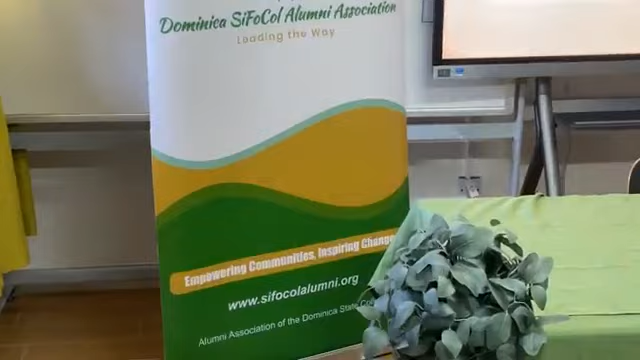 Dominica SiFoCol Alumni Association
Leading the Way
Empowering Communities, Inspiring Change
www.sifocolalumni.org
Alumni Association of the Dominica State